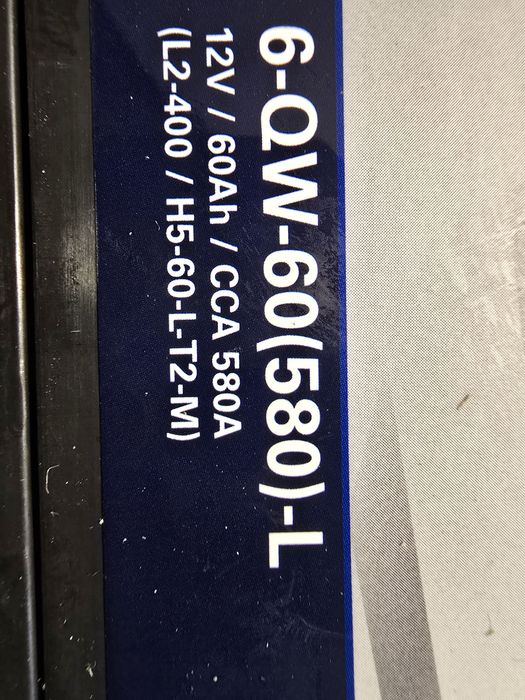 6-QW-60(580)-L
12V / 60Ah / CCA 580A
(L2-400 / H5-60-L-T2-M)